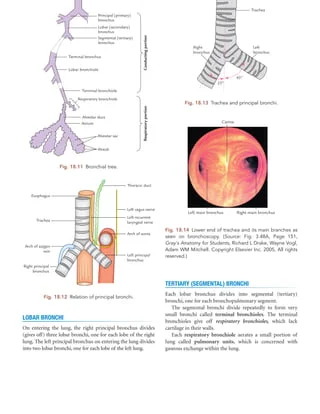 Principal (primary)
bronchus
Lobar (secondary)
bronchus
Segmental (tertiary)
bronchus
Conducting portion
Terminal bronchus
Lobar bronchiole
Terminal bronchiole
Respiratory bronchiole
Respiratory portion
Alveolar duct
Atrium
Alveolar sac
Alveoli
Fig. 18.11 Bronchial tree.
Thoracic duct
Esophagus
Left vagus nerve
Left recurrent
laryngeal nerve
Trachea
Arch of aorta
Arch of azygos
vein
Left principal
bronchus
Right principal
bronchus
Fig. 18.12 Relation of principal bronchi.
LOBAR BRONCHI
On entering the lung, the right principal bronchus divides
(gives off) three lobar bronchi, one for each lobe of the right
lung. The left principal bronchus on entering the lung divides
into two lobar bronchi, one for each lobe of the left lung.
Trachea
Right
bronchus
Left
bronchus
25°
45°
Fig. 18.13 Trachea and principal bronchi.
Carina
Left main bronchus
Right main bronchus
Fig. 18.14 Lower end of trachea and its main branches as
seen on bronchoscopy. (Source: Fig. 3.48A, Page 151,
Gray's Anatomy for Students, Richard L Drake, Wayne Vogl,
Adam WM Mitchell. Copyright Elsevier Inc. 2005, All rights
reserved.)
TERTIARY (SEGMENTAL) BRONCHI
Each lobar bronchus divides into segmental (tertiary)
bronchi, one for each bronchopulmonary segment.
The segmental bronchi divide repeatedly to form very
small bronchi called terminal bronchioles. The terminal
bronchioles give off respiratory bronchioles, which lack
cartilage in their walls.
Each respiratory bronchiole aerates a small portion of
lung called pulmonary units, which is concerned with
gaseous exchange within the lung.